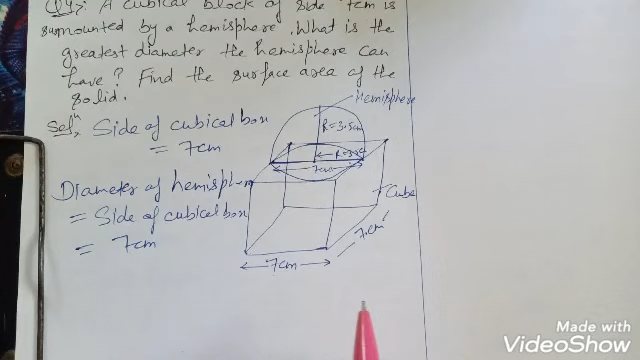 Q4:- A cubical block of side 7cm is
surmounted by a hemisphere. What is the
greatest diameter the hemisphere can
have? Find the surface area of the
solid.
Sol:
Side of cubical box
= 7cm
Diameter of hemisphere
= Side of cubical box
= 7cm
Hemisphere
R=3.5cm
7cm
Cube
7cm
7cm
Made with
VideoShow